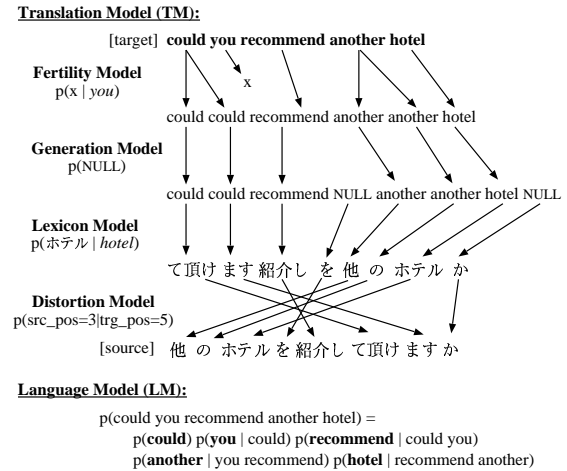 Translation Model (TM):
[target] could you recommend another hotel
Fertility Model
x
p(x | you)
could could recommend another another hotel
Generation Model
p(NULL)
could could recommend NULL another another hotel NULL
Lexicon Model
p(ホテル | hotel)
て頂け ます 紹介し を 他 の ホテル か
Distortion Model
p(src_pos=3|trg_pos=5)
[source] 他 の ホテル を 紹介し て頂け ます か
Language Model (LM):
p(could you recommend another hotel) =
p(could) p(you | could) p(recommend | could you)
p(another | you recommend) p(hotel | recommend another)